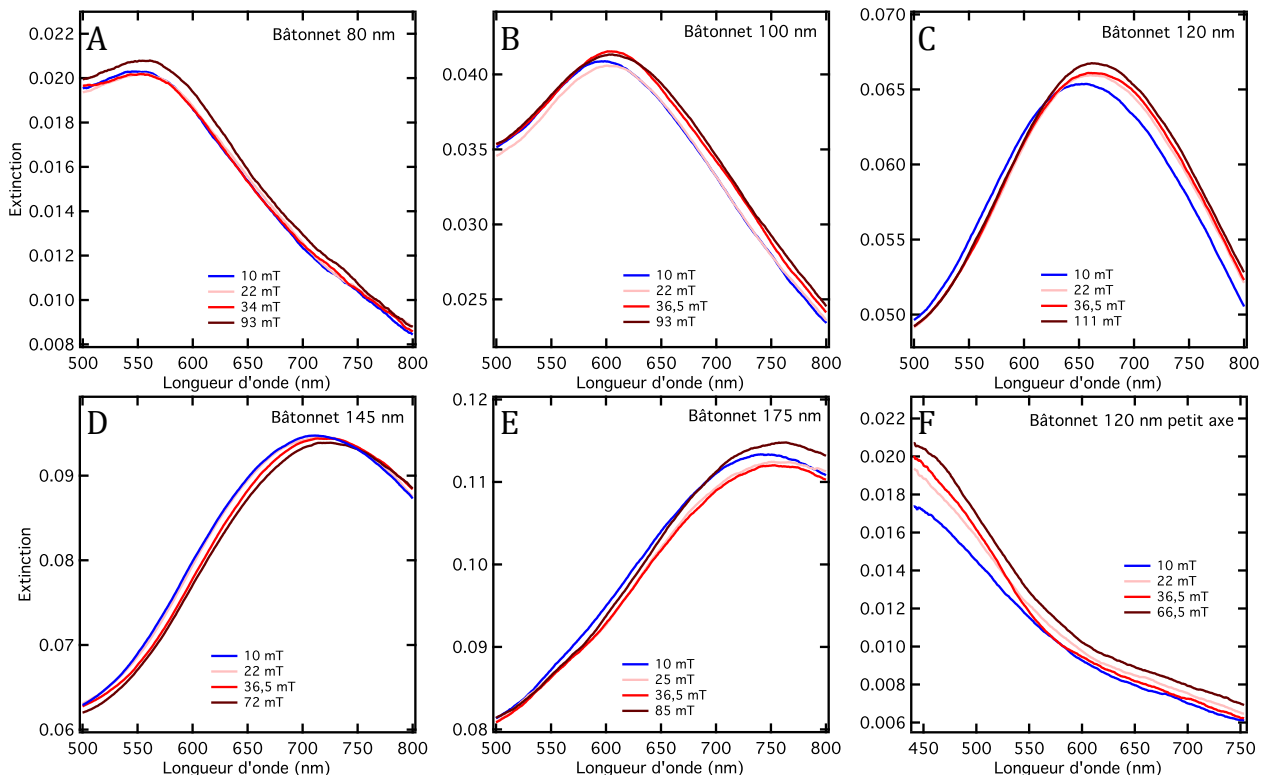 A
Bâtonnet 80 nm
Extinction
0.022
0.020
0.018
0.016
0.014
0.012
0.010
0.008
10 mT
22 mT
34 mT
93 mT
500 550 600 650 700 750 800
Longueur d'onde (nm)
B
Bâtonnet 100 nm
0.040
0.035
0.030
0.025
10 mT
22 mT
36,5 mT
93 mT
500 550 600 650 700 750 800
Longueur d'onde (nm)
C
Bâtonnet 120 nm
0.070
0.065
0.060
0.055
0.050
10 mT
22 mT
36,5 mT
111 mT
500 550 600 650 700 750 800
Longueur d'onde (nm)
D
Bâtonnet 145 nm
Extinction
0.09
0.08
0.07
0.06
10 mT
22 mT
36,5 mT
72 mT
500 550 600 650 700 750 800
Longueur d'onde (nm)
E
Bâtonnet 175 nm
0.12
0.11
0.10
0.09
0.08
10 mT
25 mT
36,5 mT
85 mT
500 550 600 650 700 750 800
Longueur d'onde (nm)
F
Bâtonnet 120 nm petit axe
0.022
0.020
0.018
0.016
0.014
0.012
0.010
0.008
0.006
10 mT
22 mT
36,5 mT
66,5 mT
450 500 550 600 650 700 750
Longueur d'onde (nm)